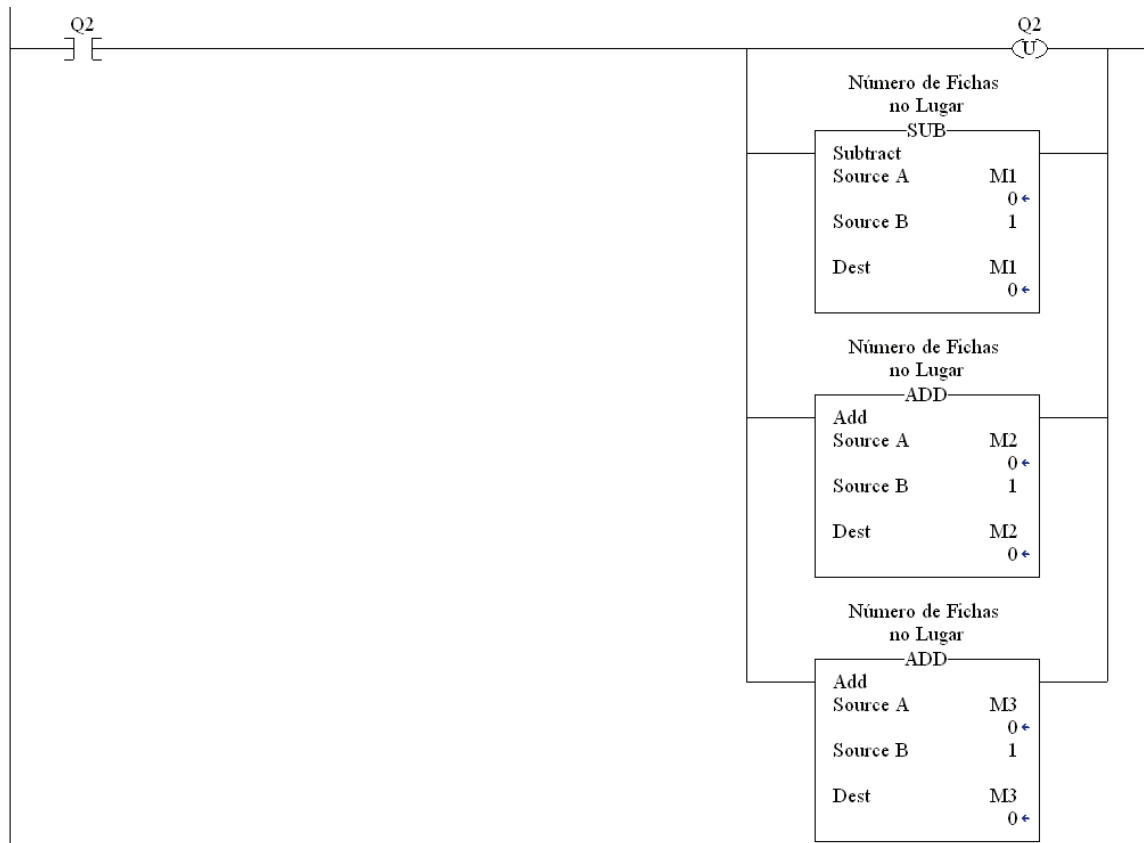 Q2
Q2
U
Número de Fichas
no Lugar
SUB
Subtract
Source A M1
0
Source B 1
Dest M1
0
Número de Fichas
no Lugar
ADD
Add
Source A M2
0
Source B 1
Dest M2
0
Número de Fichas
no Lugar
ADD
Add
Source A M3
0
Source B 1
Dest M3
0